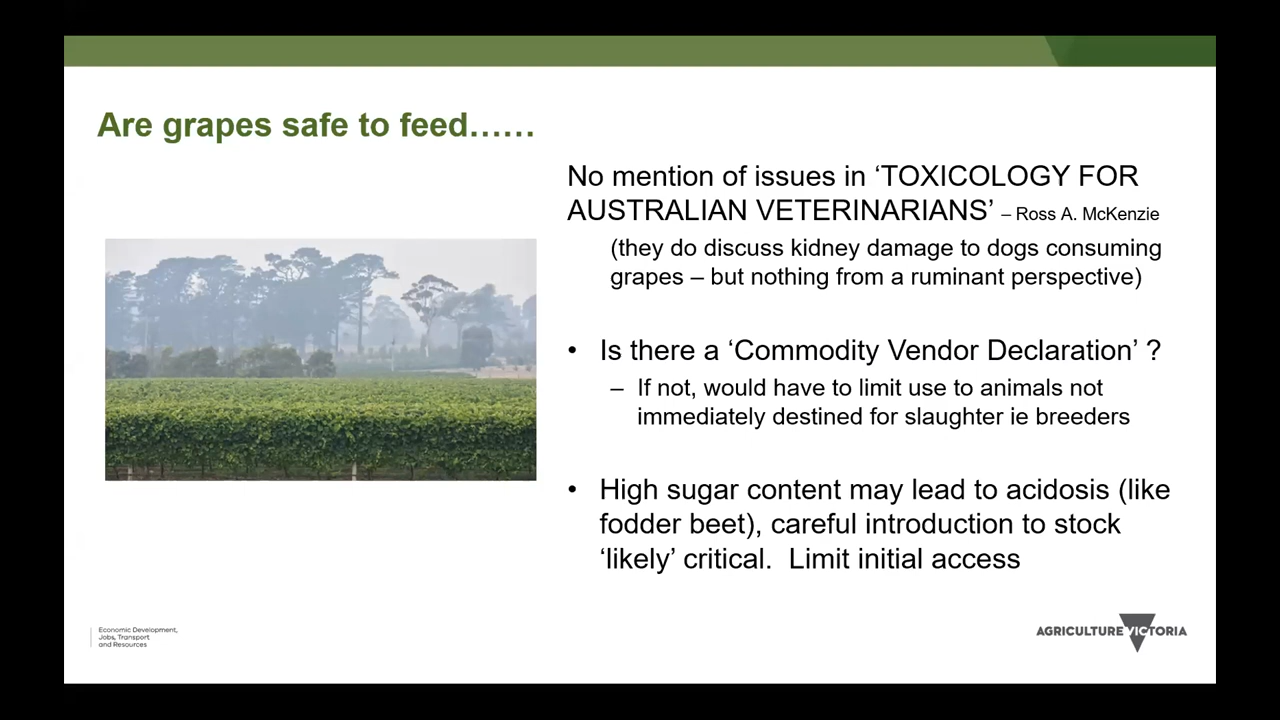 Are grapes safe to feed……
No mention of issues in ‘TOXICOLOGY FOR
AUSTRALIAN VETERINARIANS’ – Ross A. McKenzie
(they do discuss kidney damage to dogs consuming
grapes – but nothing from a ruminant perspective)
• Is there a ‘Commodity Vendor Declaration’ ?
– If not, would have to limit use to animals not
immediately destined for slaughter ie breeders
• High sugar content may lead to acidosis (like
fodder beet), careful introduction to stock
‘likely’ critical.  Limit initial access
Economic Development,
Jobs, Transport
and Resources
AGRICULTURE VICTORIA